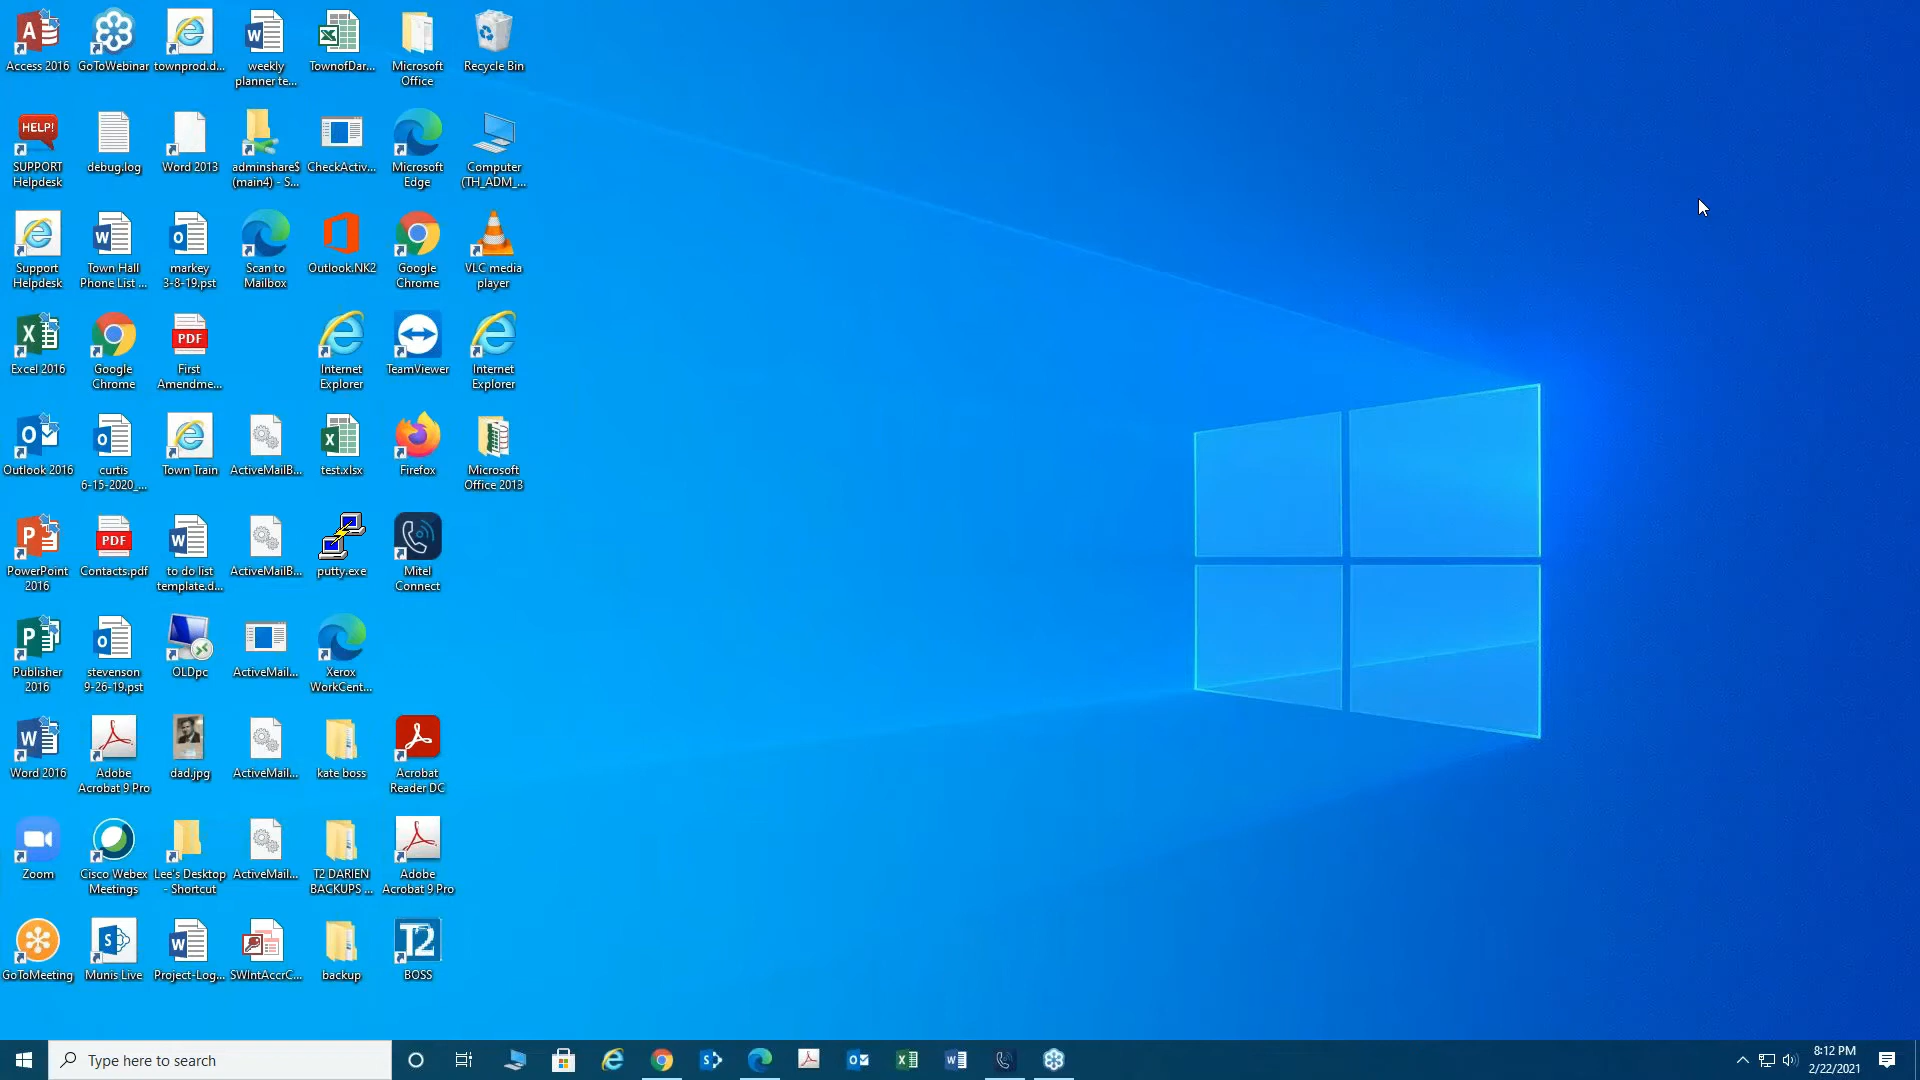 Access 2016
GoToWebinar
townprod.d...
weekly
planner te...
TownofDar...
Microsoft
Office
Recycle Bin
HELP!
SUPPORT
Helpdesk
debug.log
Word 2013
adminshare$
(main4) - S...
CheckActiv...
Microsoft
Edge
Computer
(TH_ADM_...
Support
Helpdesk
Town Hall
Phone List ...
markey
3-8-19.pst
Scan to
Mailbox
Outlook.NK2
Google
Chrome
VLC media
player
Excel 2016
Google
Chrome
PDF
First
Amendme...
Internet
Explorer
TeamViewer
Internet
Explorer
Outlook 2016
curtis
6-15-2020_...
Town Train
ActiveMailB...
test.xlsx
Firefox
Microsoft
Office 2013
PowerPoint
2016
PDF
Contacts.pdf
to do list
template.d...
ActiveMailB...
putty.exe
Mitel
Connect
Publisher
2016
stevenson
9-26-19.pst
OLDpc
ActiveMail...
Xerox
WorkCent...
Word 2016
Adobe
Acrobat 9 Pro
dad.jpg
ActiveMail...
kate boss
Acrobat
Reader DC
Zoom
Cisco Webex
Meetings
Lee's Desktop
- Shortcut
ActiveMail...
T2 DARIEN
BACKUPS ...
Adobe
Acrobat 9 Pro
GoToMeeting
Munis Live
Project-Log...
SWIntAccrC...
backup
T2
BOSS
Type here to search
8:12 PM
2/22/2021